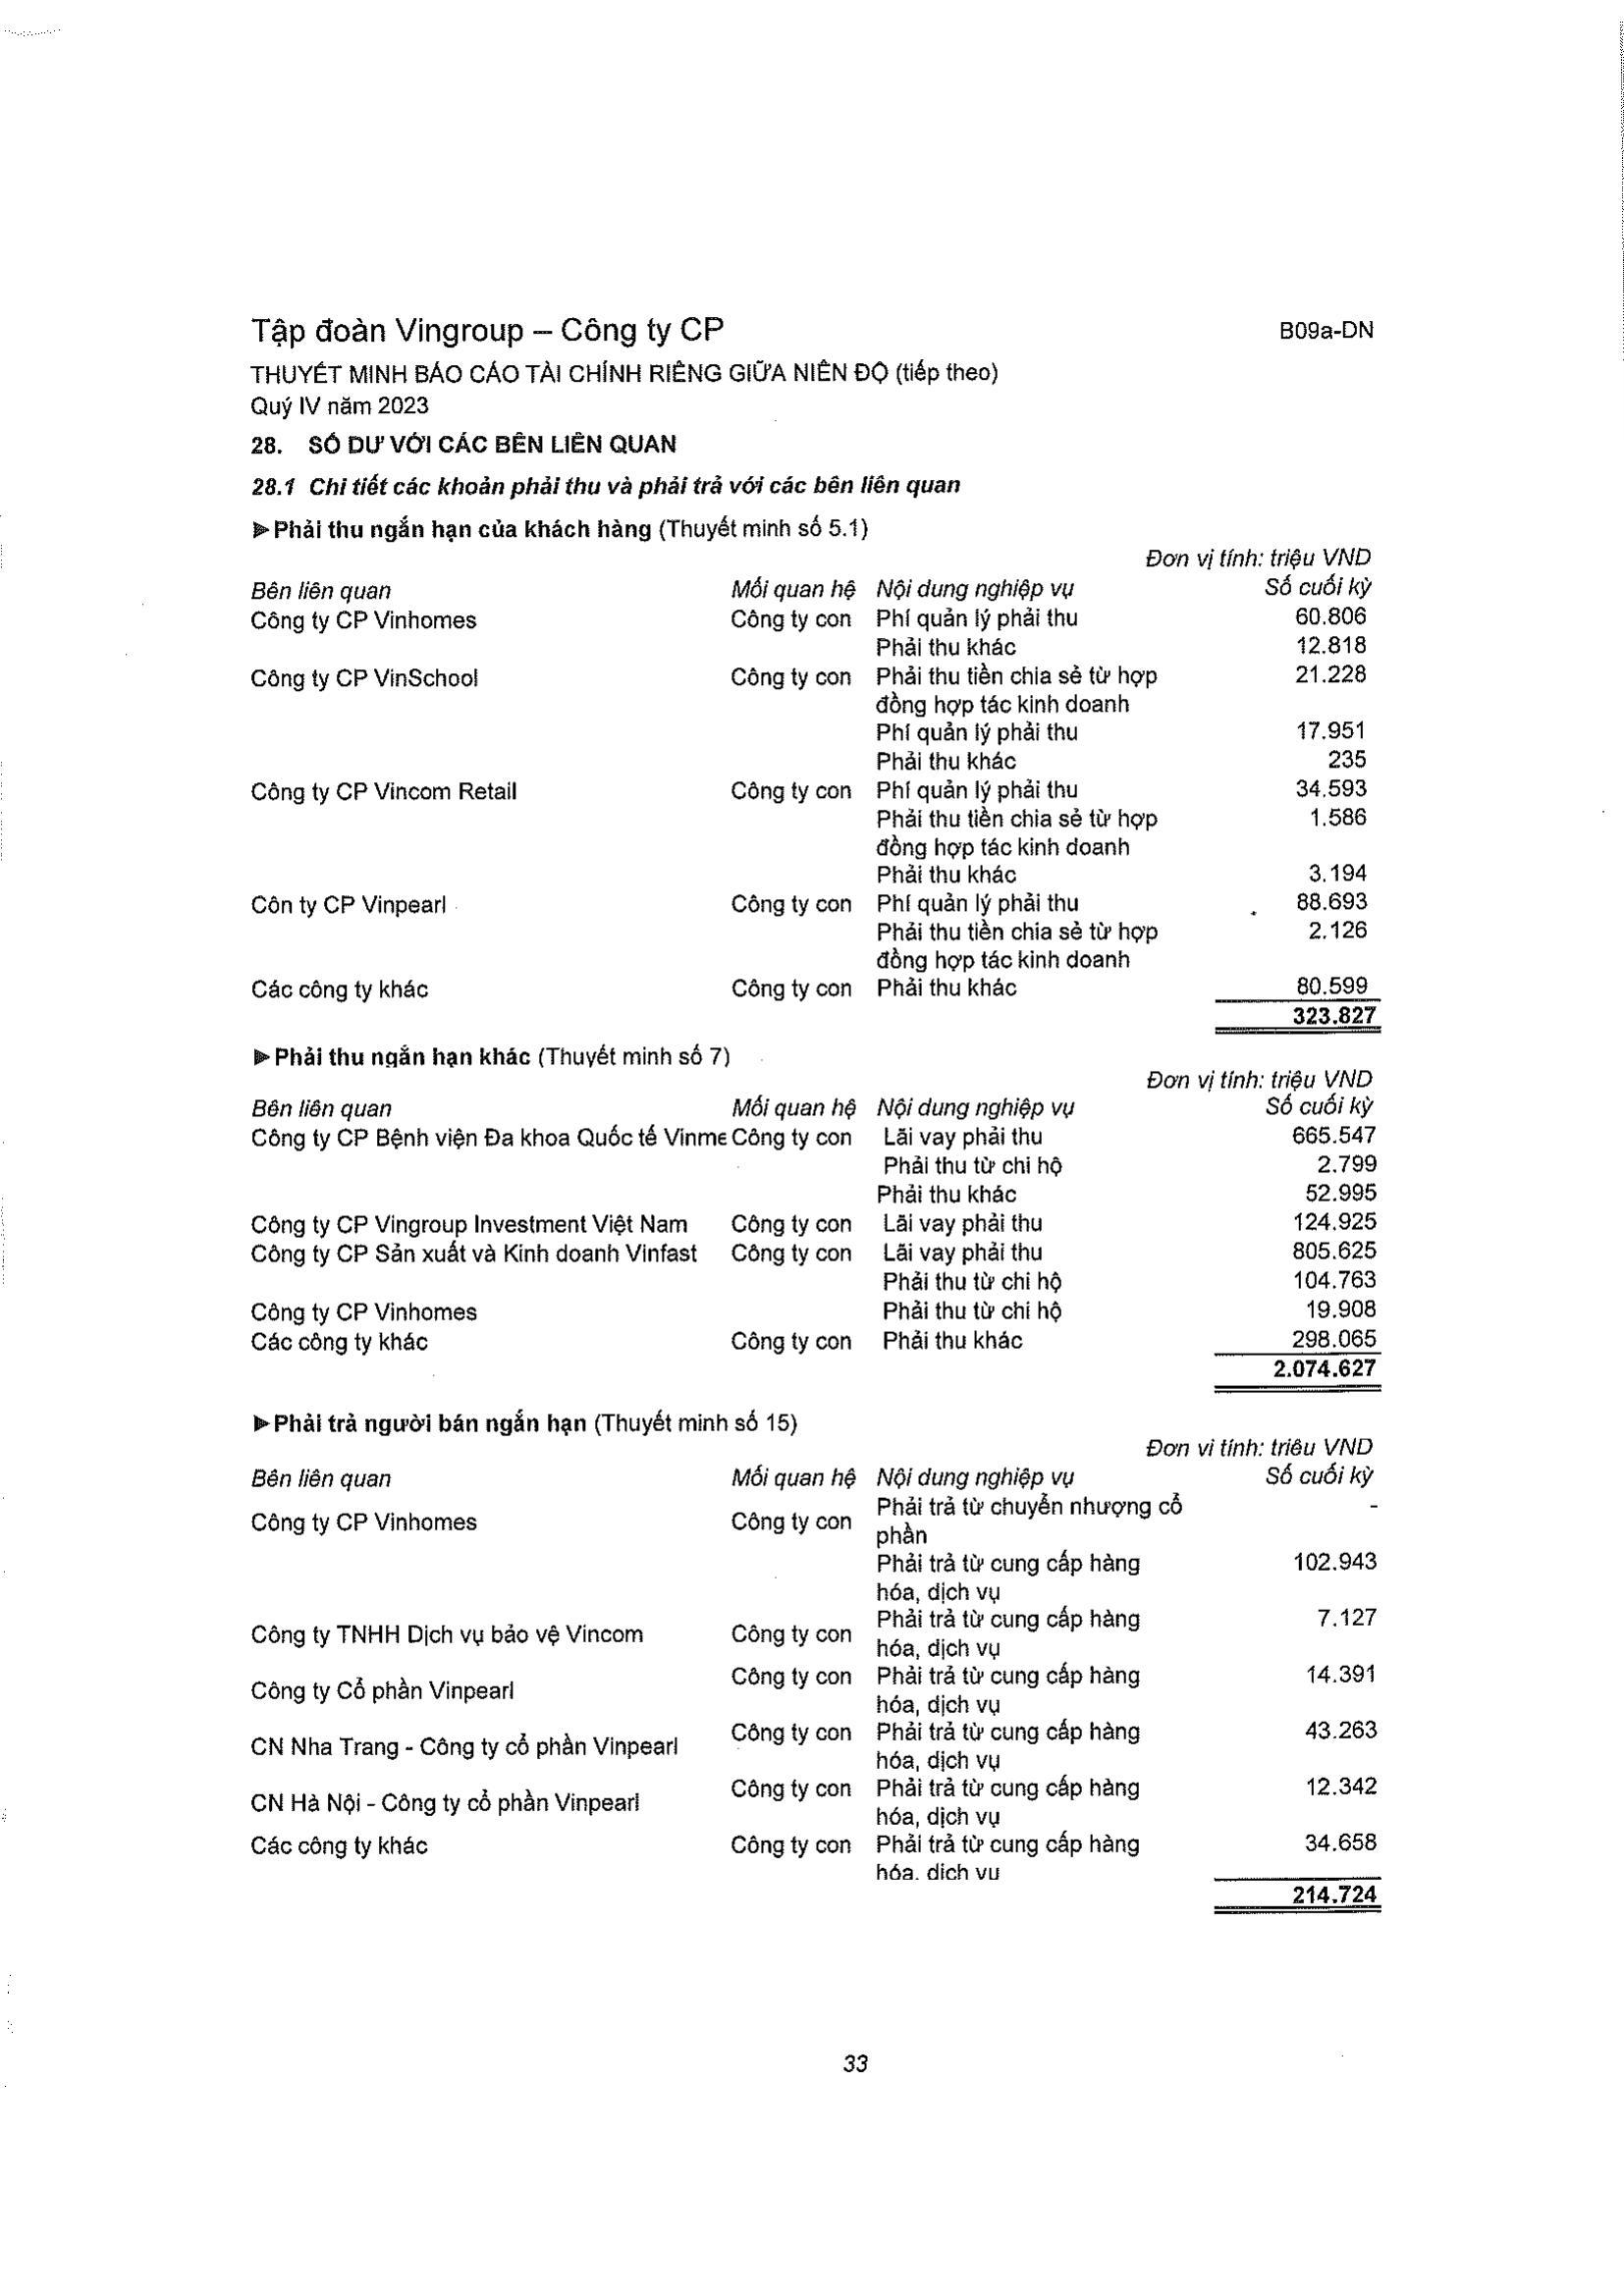 Tập đoàn Vingroup – Công ty CP B09a-DN
THUYẾT MINH BÁO CÁO TÀI CHÍNH RIÊNG GIỮA NIÊN ĐỘ (tiếp theo)
Quý IV năm 2023
28. SỐ DƯ VỚI CÁC BÊN LIÊN QUAN
28.1 Chi tiết các khoản phải thu và phải trả với các bên liên quan
Phải thu ngắn hạn của khách hàng (Thuyết minh số 5.1)
Đơn vị tính: triệu VND
Bên liên quan Mối quan hệ Nội dung nghiệp vụ Số cuối kỳ
Công ty CP Vinhomes Công ty con Phí quản lý phải thu 60.806
Phải thu khác 12.818
Công ty CP VinSchool Công ty con Phải thu tiền chia sẻ từ hợp 21.228
đồng hợp tác kinh doanh
Phí quản lý phải thu 17.951
Phải thu khác 235
Công ty CP Vincom Retail Công ty con Phí quản lý phải thu 34.593
Phải thu tiền chia sẻ từ hợp 1.586
đồng hợp tác kinh doanh
Phải thu khác 3.194
Côn ty CP Vinpearl Công ty con Phí quản lý phải thu 88.693
Phải thu tiền chia sẻ từ hợp 2.126
đồng hợp tác kinh doanh
Các công ty khác Công ty con Phải thu khác 80.599
323.827
Phải thu ngắn hạn khác (Thuyết minh số 7)
Đơn vị tính: triệu VND
Bên liên quan Mối quan hệ Nội dung nghiệp vụ Số cuối kỳ
Công ty CP Bệnh viện Đa khoa Quốc tế Vinme Công ty con Lãi vay phải thu 665.547
Phải thu từ chi hộ 2.799
Phải thu khác 52.995
Công ty CP Vingroup Investment Việt Nam Công ty con Lãi vay phải thu 124.925
Công ty CP Sản xuất và Kinh doanh Vinfast Công ty con Lãi vay phải thu 805.625
Phải thu từ chi hộ 104.763
Công ty CP Vinhomes Phải thu từ chi hộ 19.908
Các công ty khác Công ty con Phải thu khác 298.065
2.074.627
Phải trả người bán ngắn hạn (Thuyết minh số 15)
Đơn vị tính: triệu VND
Bên liên quan Mối quan hệ Nội dung nghiệp vụ Số cuối kỳ
Công ty CP Vinhomes Công ty con Phải trả từ chuyển nhượng cổ -
phần
Phải trả từ cung cấp hàng 102.943
hóa, dịch vụ
Công ty TNHH Dịch vụ bảo vệ Vincom Công ty con Phải trả từ cung cấp hàng 7.127
hóa, dịch vụ
Công ty Cổ phần Vinpearl Công ty con Phải trả từ cung cấp hàng 14.391
hóa, dịch vụ
CN Nha Trang - Công ty cổ phần Vinpearl Công ty con Phải trả từ cung cấp hàng 43.263
hóa, dịch vụ
CN Hà Nội - Công ty cổ phần Vinpearl Công ty con Phải trả từ cung cấp hàng 12.342
hóa, dịch vụ
Các công ty khác Công ty con Phải trả từ cung cấp hàng 34.658
hóa, dịch vụ
214.724
33